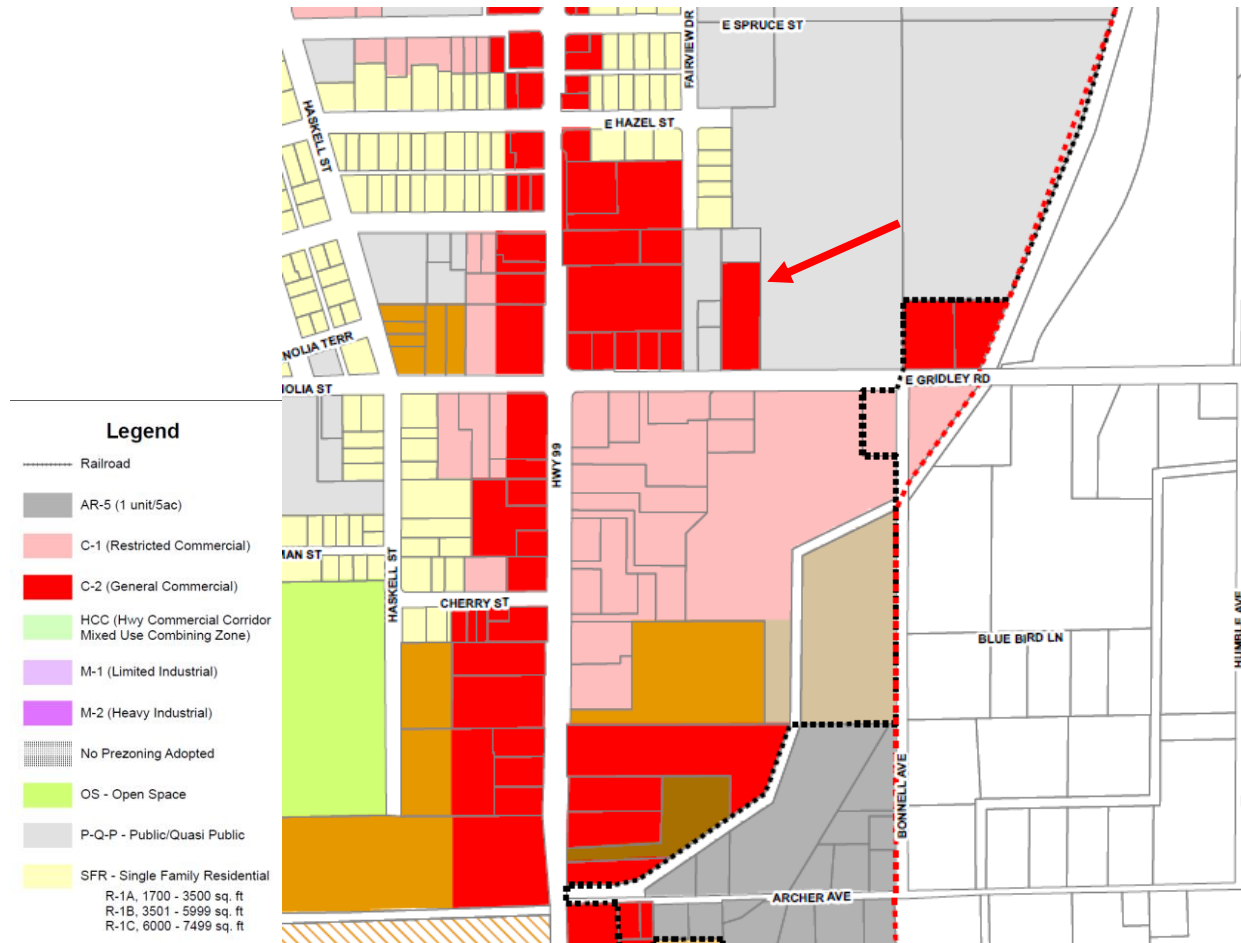 E SPRUCE ST
FAIRVIEW DR
HASKELL ST
E HAZEL ST
NOLIA TERR
E GRIDLEY RD
NOLIA ST
HWY 99
MAN ST
HASKELL ST
CHERRY ST
BLUE BIRD LN
HUMBLE AVE
BONNELL AVE
ARCHER AVE
Legend
Railroad
AR-5 (1 unit/5ac)
C-1 (Restricted Commercial)
C-2 (General Commercial)
HCC (Hwy Commercial Corridor
Mixed Use Combining Zone)
M-1 (Limited Industrial)
M-2 (Heavy Industrial)
No Prezoning Adopted
OS - Open Space
P-Q-P - Public/Quasi Public
SFR - Single Family Residential
R-1A, 1700 - 3500 sq. ft
R-1B, 3501 - 5999 sq. ft
R-1C, 6000 - 7499 sq. ft